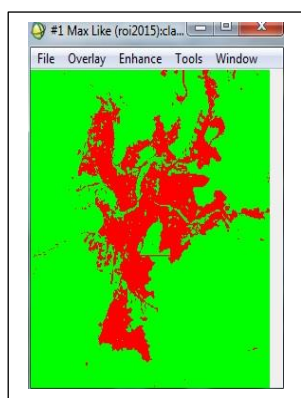 #1 Max Like (roi2015):cla...
File Overlay Enhance Tools Window